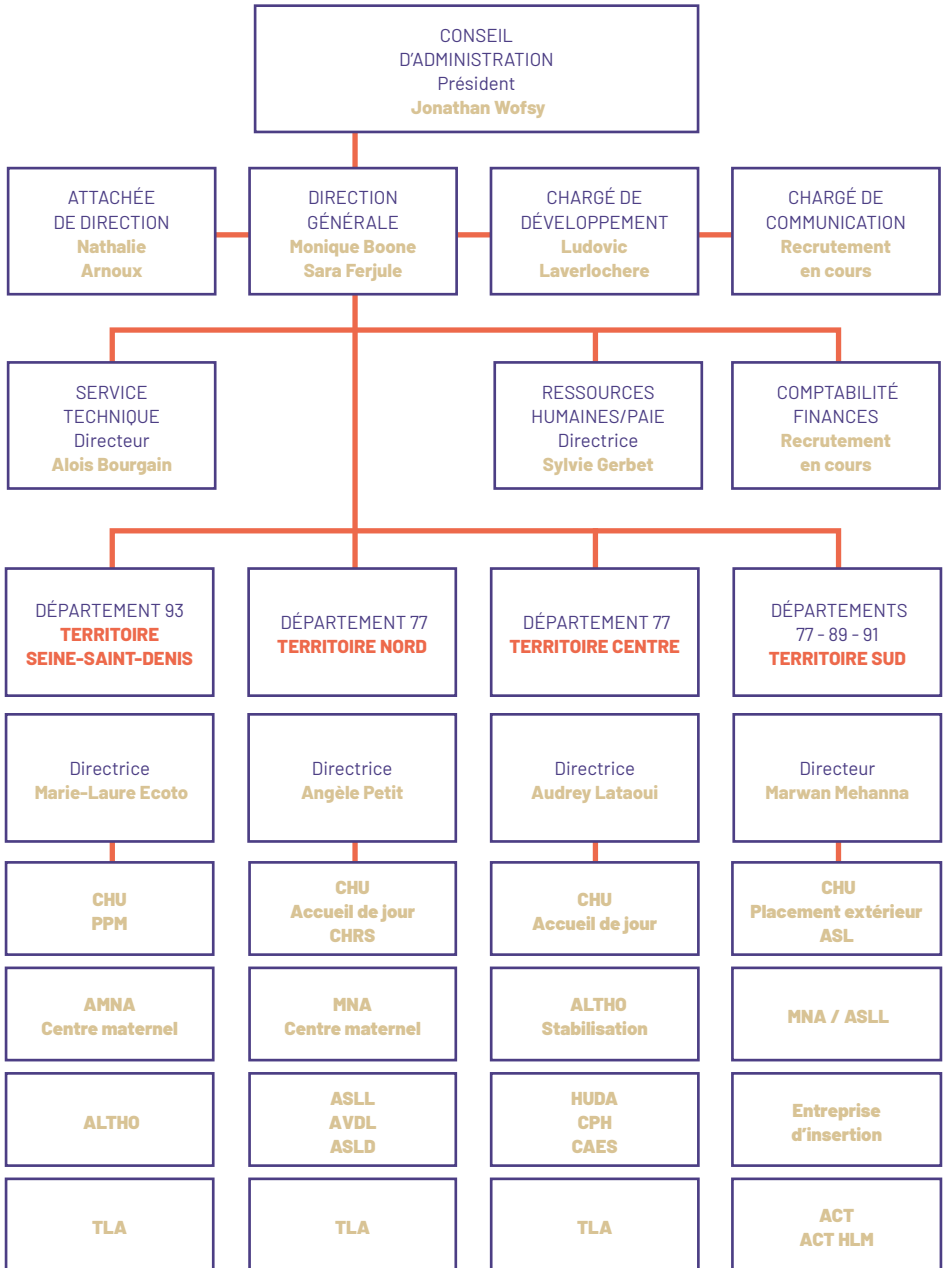 CONSEIL
D'ADMINISTRATION
Président
Jonathan Wofsy
ATTACHÉE
DE DIRECTION
Nathalie
Arnoux
DIRECTION
GÉNÉRALE
Monique Boone
Sara Ferjule
CHARGÉ DE
DÉVELOPPEMENT
Ludovic
Laverlochere
CHARGÉ DE
COMMUNICATION
Recrutement
en cours
SERVICE
TECHNIQUE
Directeur
Alois Bourgain
RESSOURCES
HUMAINES/PAIE
Directrice
Sylvie Gerbet
COMPTABILITÉ
FINANCES
Recrutement
en cours
DÉPARTEMENT 93
TERRITOIRE
SEINE-SAINT-DENIS
DÉPARTEMENT 77
TERRITOIRE NORD
DÉPARTEMENT 77
TERRITOIRE CENTRE
DÉPARTEMENTS
77 - 89 - 91
TERRITOIRE SUD
Directrice
Marie-Laure Ecoto
Directrice
Angèle Petit
Directrice
Audrey Lataoui
Directeur
Marwan Mehanna
CHU
PPM
CHU
Accueil de jour
CHRS
CHU
Accueil de jour
CHU
Placement extérieur
ASL
AMNA
Centre maternel
MNA
Centre maternel
ALTHO
Stabilisation
MNA / ASLL
ALTHO
ASLL
AVDL
ASLD
HUDA
CPH
CAES
Entreprise
d'insertion
TLA
TLA
TLA
ACT
ACT HLM